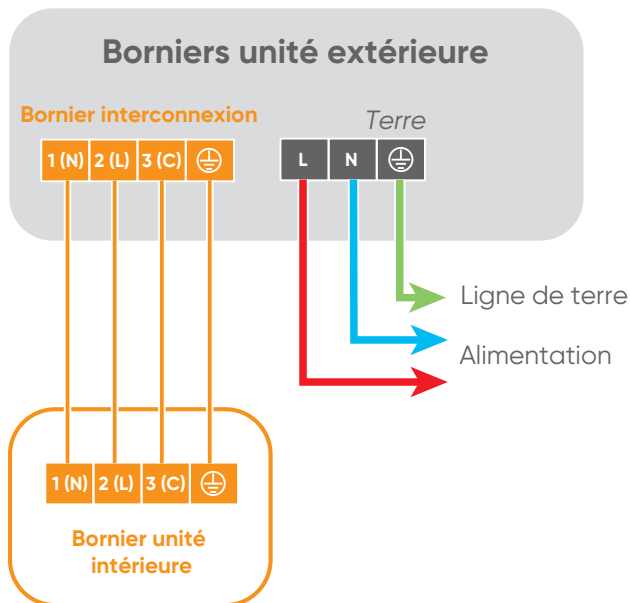 Borniers unité extérieure
Bornier interconnexion
Terre
1 (N) 2 (L) 3 (C)
L N
Ligne de terre
Alimentation
1 (N) 2 (L) 3 (C)
Bornier unité
intérieure